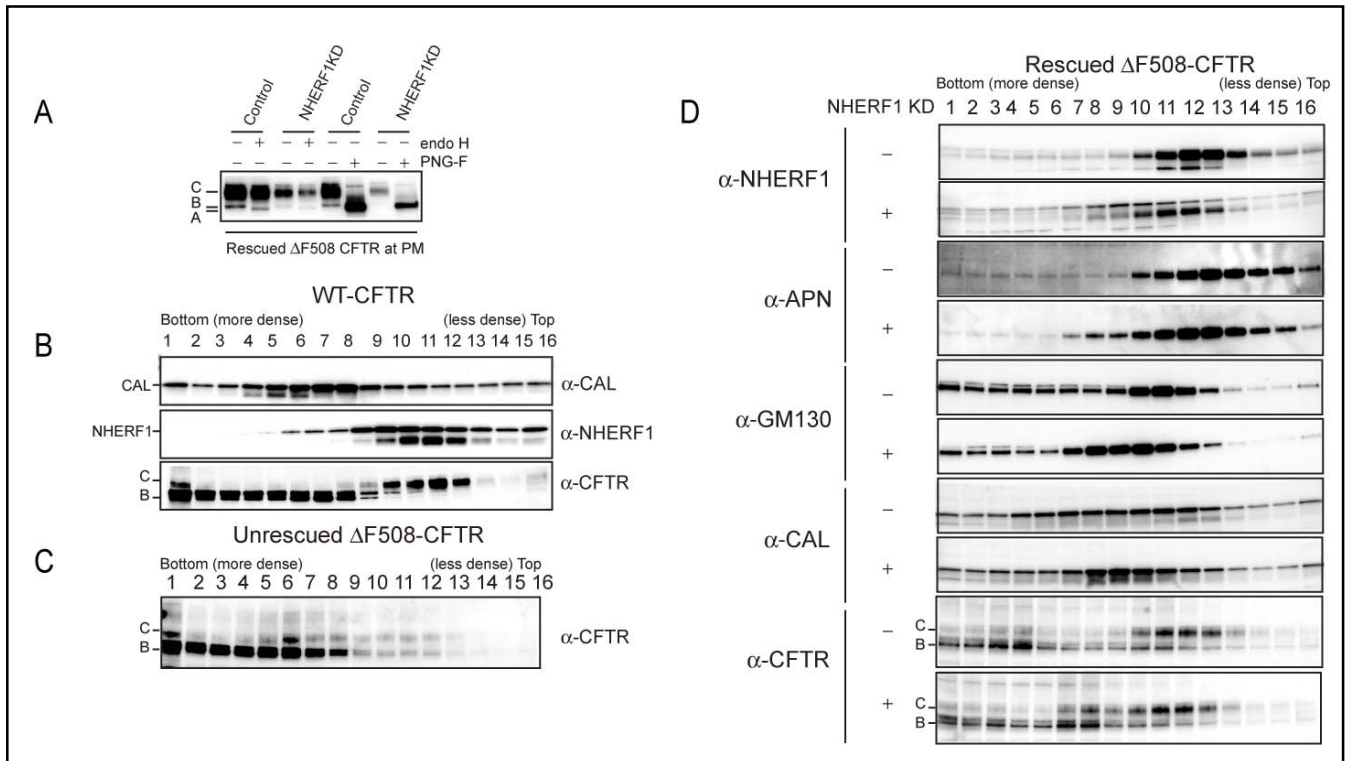 A
Control
NHERF1KD
Control
NHERF1KD
− + − + − − − − endo H
− − − − − + − + PNG-F
C
B
A
Rescued ΔF508 CFTR at PM
B
WT-CFTR
Bottom (more dense) (less dense) Top
1 2 3 4 5 6 7 8 9 10 11 12 13 14 15 16
CAL α-CAL
NHERF1 α-NHERF1
C
B
α-CFTR
C
Unrescued ΔF508-CFTR
Bottom (more dense) (less dense) Top
1 2 3 4 5 6 7 8 9 10 11 12 13 14 15 16
C
B
α-CFTR
D
Rescued ΔF508-CFTR
Bottom (more dense) (less dense) Top
NHERF1 KD 1 2 3 4 5 6 7 8 9 10 11 12 13 14 15 16
α-NHERF1
−
+
α-APN
−
+
α-GM130
−
+
α-CAL
−
+
α-CFTR
−
C
B
+
C
B